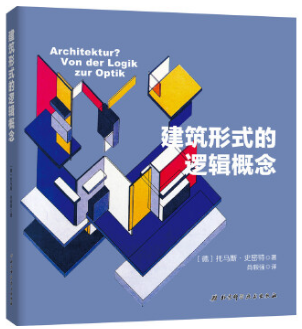 建筑形式的逻辑概念
Architektur?
Von der Logik
zur Optik
建筑形式的
逻辑概念
[德] 托马斯·史密特 著
肖毅强 译